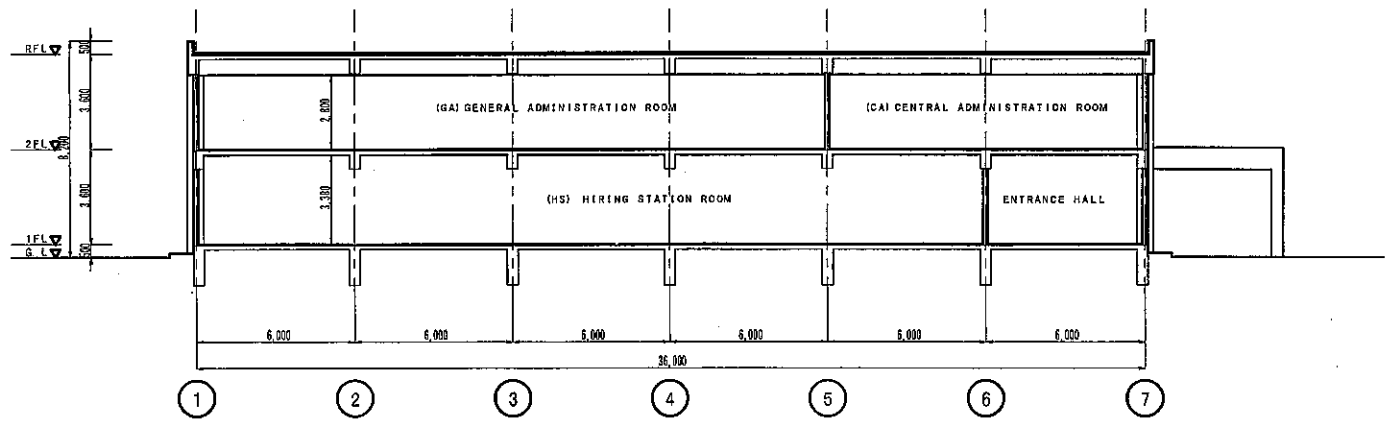 RFL
500
3,600
2,800
(GA) GENERAL ADMINISTRATION ROOM
(CA) CENTRAL ADMINISTRATION ROOM
2FL
8,200
3,600
3,380
(HS) HIRING STATION ROOM
ENTRANCE HALL
1FL
G.L
500
6,000 6,000 6,000 6,000 6,000 6,000
36,000
1 2 3 4 5 6 7